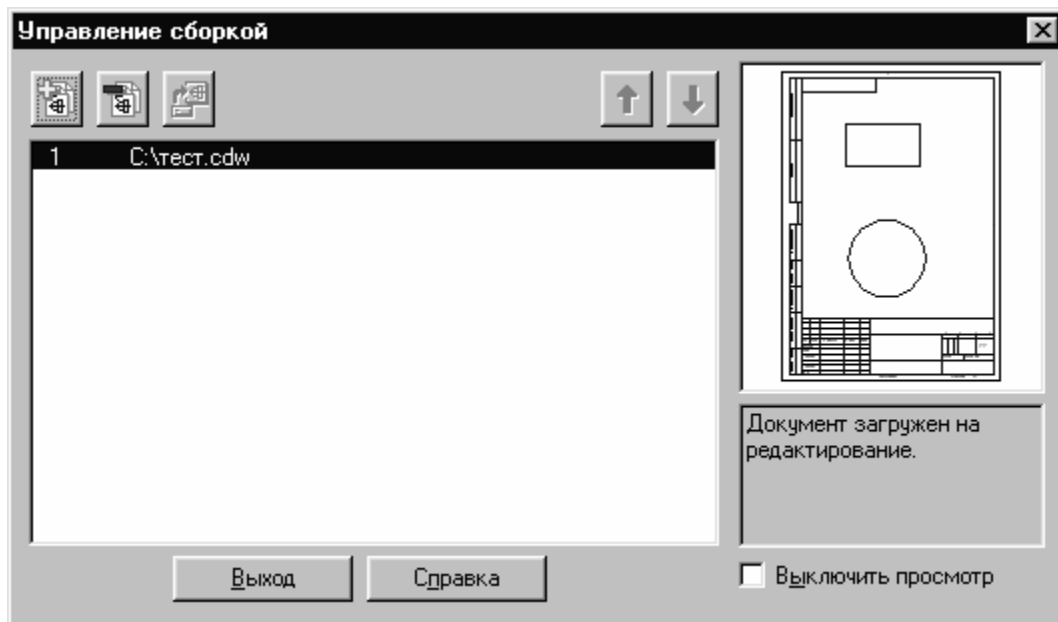 Управление сборкой
1 C:\тест.cdw
Документ загружен на
редактирование.
Выход Справка
Выключить просмотр